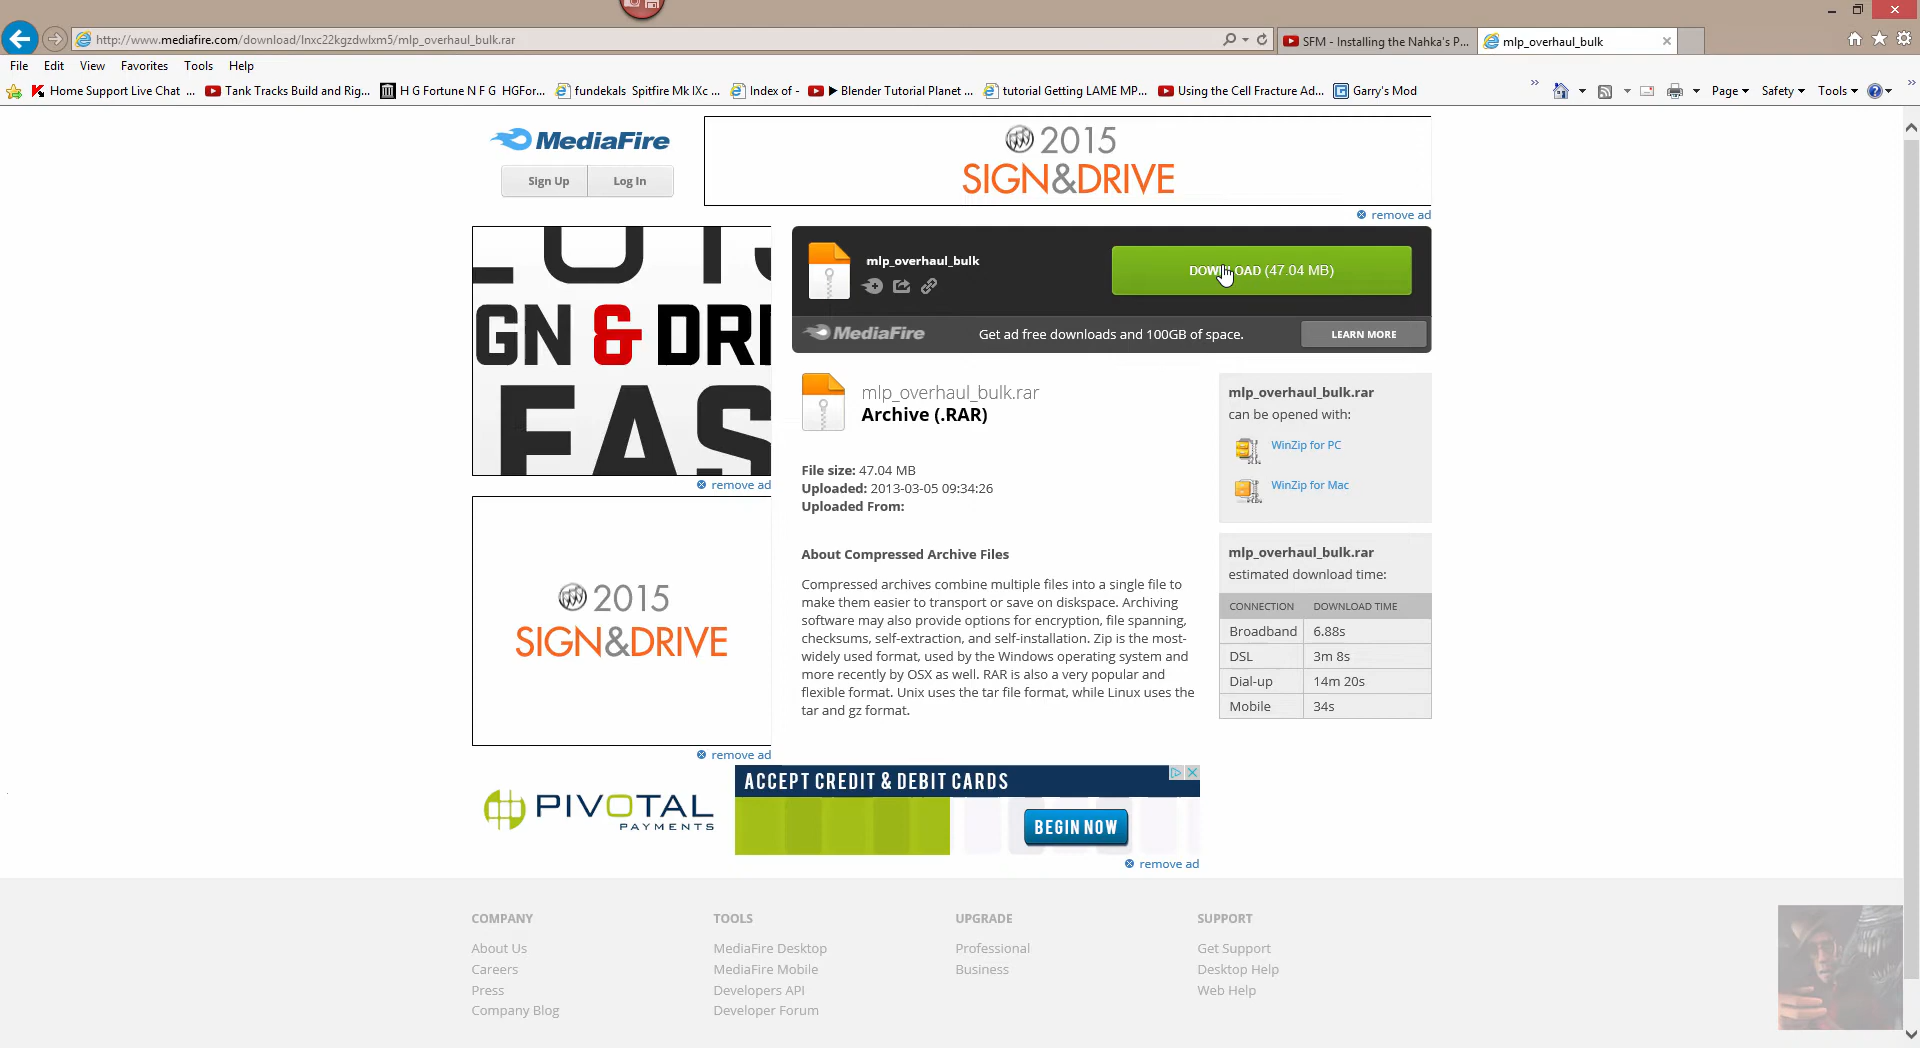 http://www.mediafire.com/download/lnxc22kgzdwlxm5/mlp_overhaul_bulk.rar
SFM - Installing the Nahka's P...
mlp_overhaul_bulk
File Edit View Favorites Tools Help
Home Support Live Chat ...
Tank Tracks Build and Rig...
H G Fortune N F G HGFor...
fundekals Spitfire Mk IXc ...
Index of -
▶ Blender Tutorial Planet ...
tutorial Getting LAME MP...
Using the Cell Fracture Ad...
Garry's Mod
Page Safety Tools
MediaFire
Sign Up Log In
2015
SIGN&DRIVE
remove ad
GN & DRI
EAS
remove ad
mlp_overhaul_bulk
DOWNLOAD (47.04 MB)
MediaFire
Get ad free downloads and 100GB of space.
LEARN MORE
mlp_overhaul_bulk.rar
Archive (.RAR)
File size: 47.04 MB
Uploaded: 2013-03-05 09:34:26
Uploaded From:
About Compressed Archive Files
Compressed archives combine multiple files into a single file to
make them easier to transport or save on diskspace. Archiving
software may also provide options for encryption, file spanning,
checksums, self-extraction, and self-installation. Zip is the most-
widely used format, used by the Windows operating system and
more recently by OSX as well. RAR is also a very popular and
flexible format. Unix uses the tar file format, while Linux uses the
tar and gz format.
mlp_overhaul_bulk.rar
can be opened with:
WinZip for PC
WinZip for Mac
mlp_overhaul_bulk.rar
estimated download time:
CONNECTION DOWNLOAD TIME
Broadband 6.88s
DSL 3m 8s
Dial-up 14m 20s
Mobile 34s
2015
SIGN&DRIVE
remove ad
PIVOTAL
PAYMENTS
ACCEPT CREDIT & DEBIT CARDS
BEGIN NOW
remove ad
COMPANY
About Us
Careers
Press
Company Blog
TOOLS
MediaFire Desktop
MediaFire Mobile
Developers API
Developer Forum
UPGRADE
Professional
Business
SUPPORT
Get Support
Desktop Help
Web Help